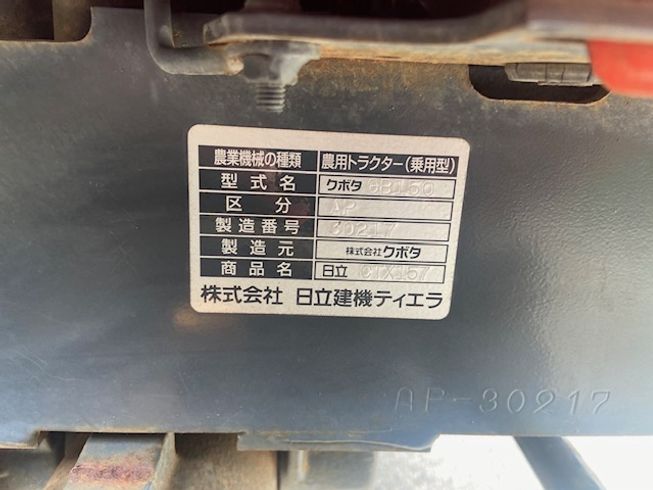 農業機械の種類 農用トラクター(乗用型)
型式名 クボタ GB150
区分 AP
製造番号 30217
製造元 株式会社クボタ
商品名 日立 CTX157
株式会社 日立建機ティエラ
AP-30217